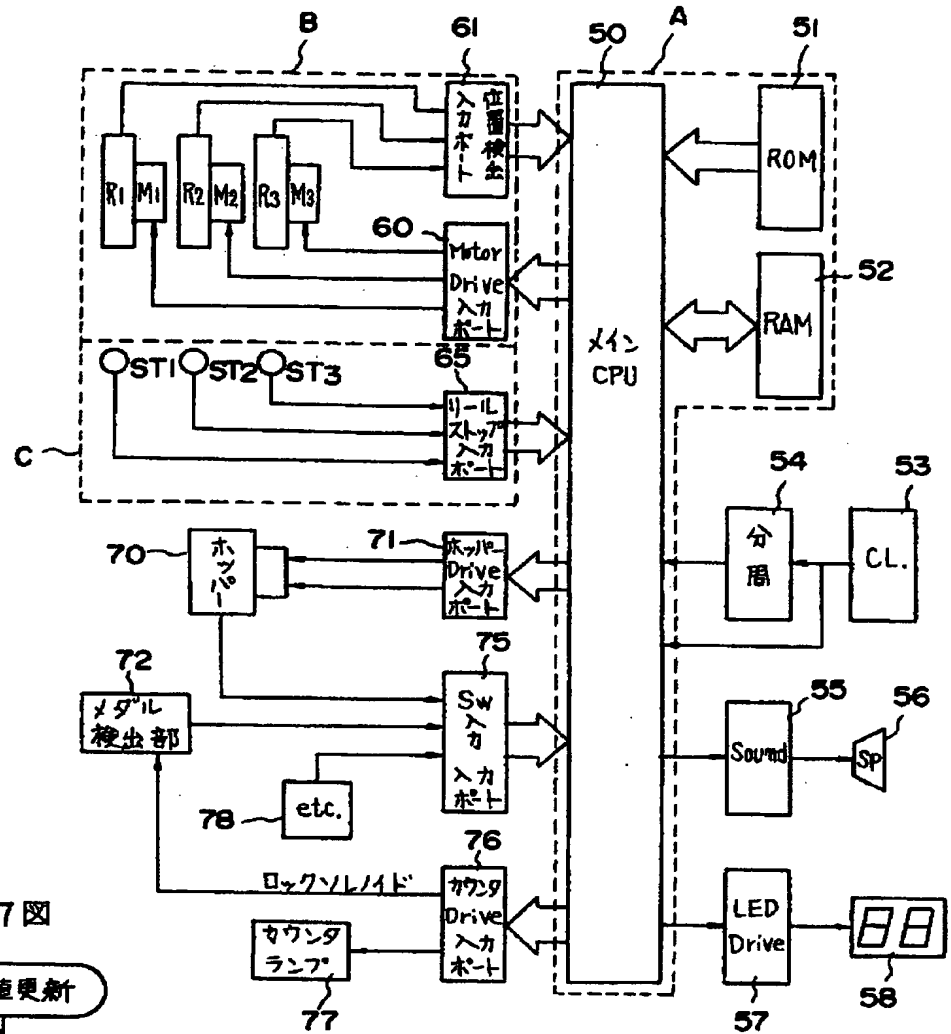 B
61
50
A
51
入力ポート
位置検出
ROM
R1
M1
R2
M2
R3
M3
60
Motor
Drive
入力
ポート
52
RAM
メイン
CPU
ST1
ST2
ST3
65
リール
ストップ
入力
ポート
C
54
53
分周
CL.
70
ホッパー
71
ホッパー
Drive
入力
ポート
72
メダル
検出部
75
SW
入力
入力
ポート
55
56
Sound
SP
78
etc.
76
ロックソレノイド
カウンタ
Drive
入力
ポート
LED
Drive
88
7図
カウンタ
ランプ
77
57
58
更新